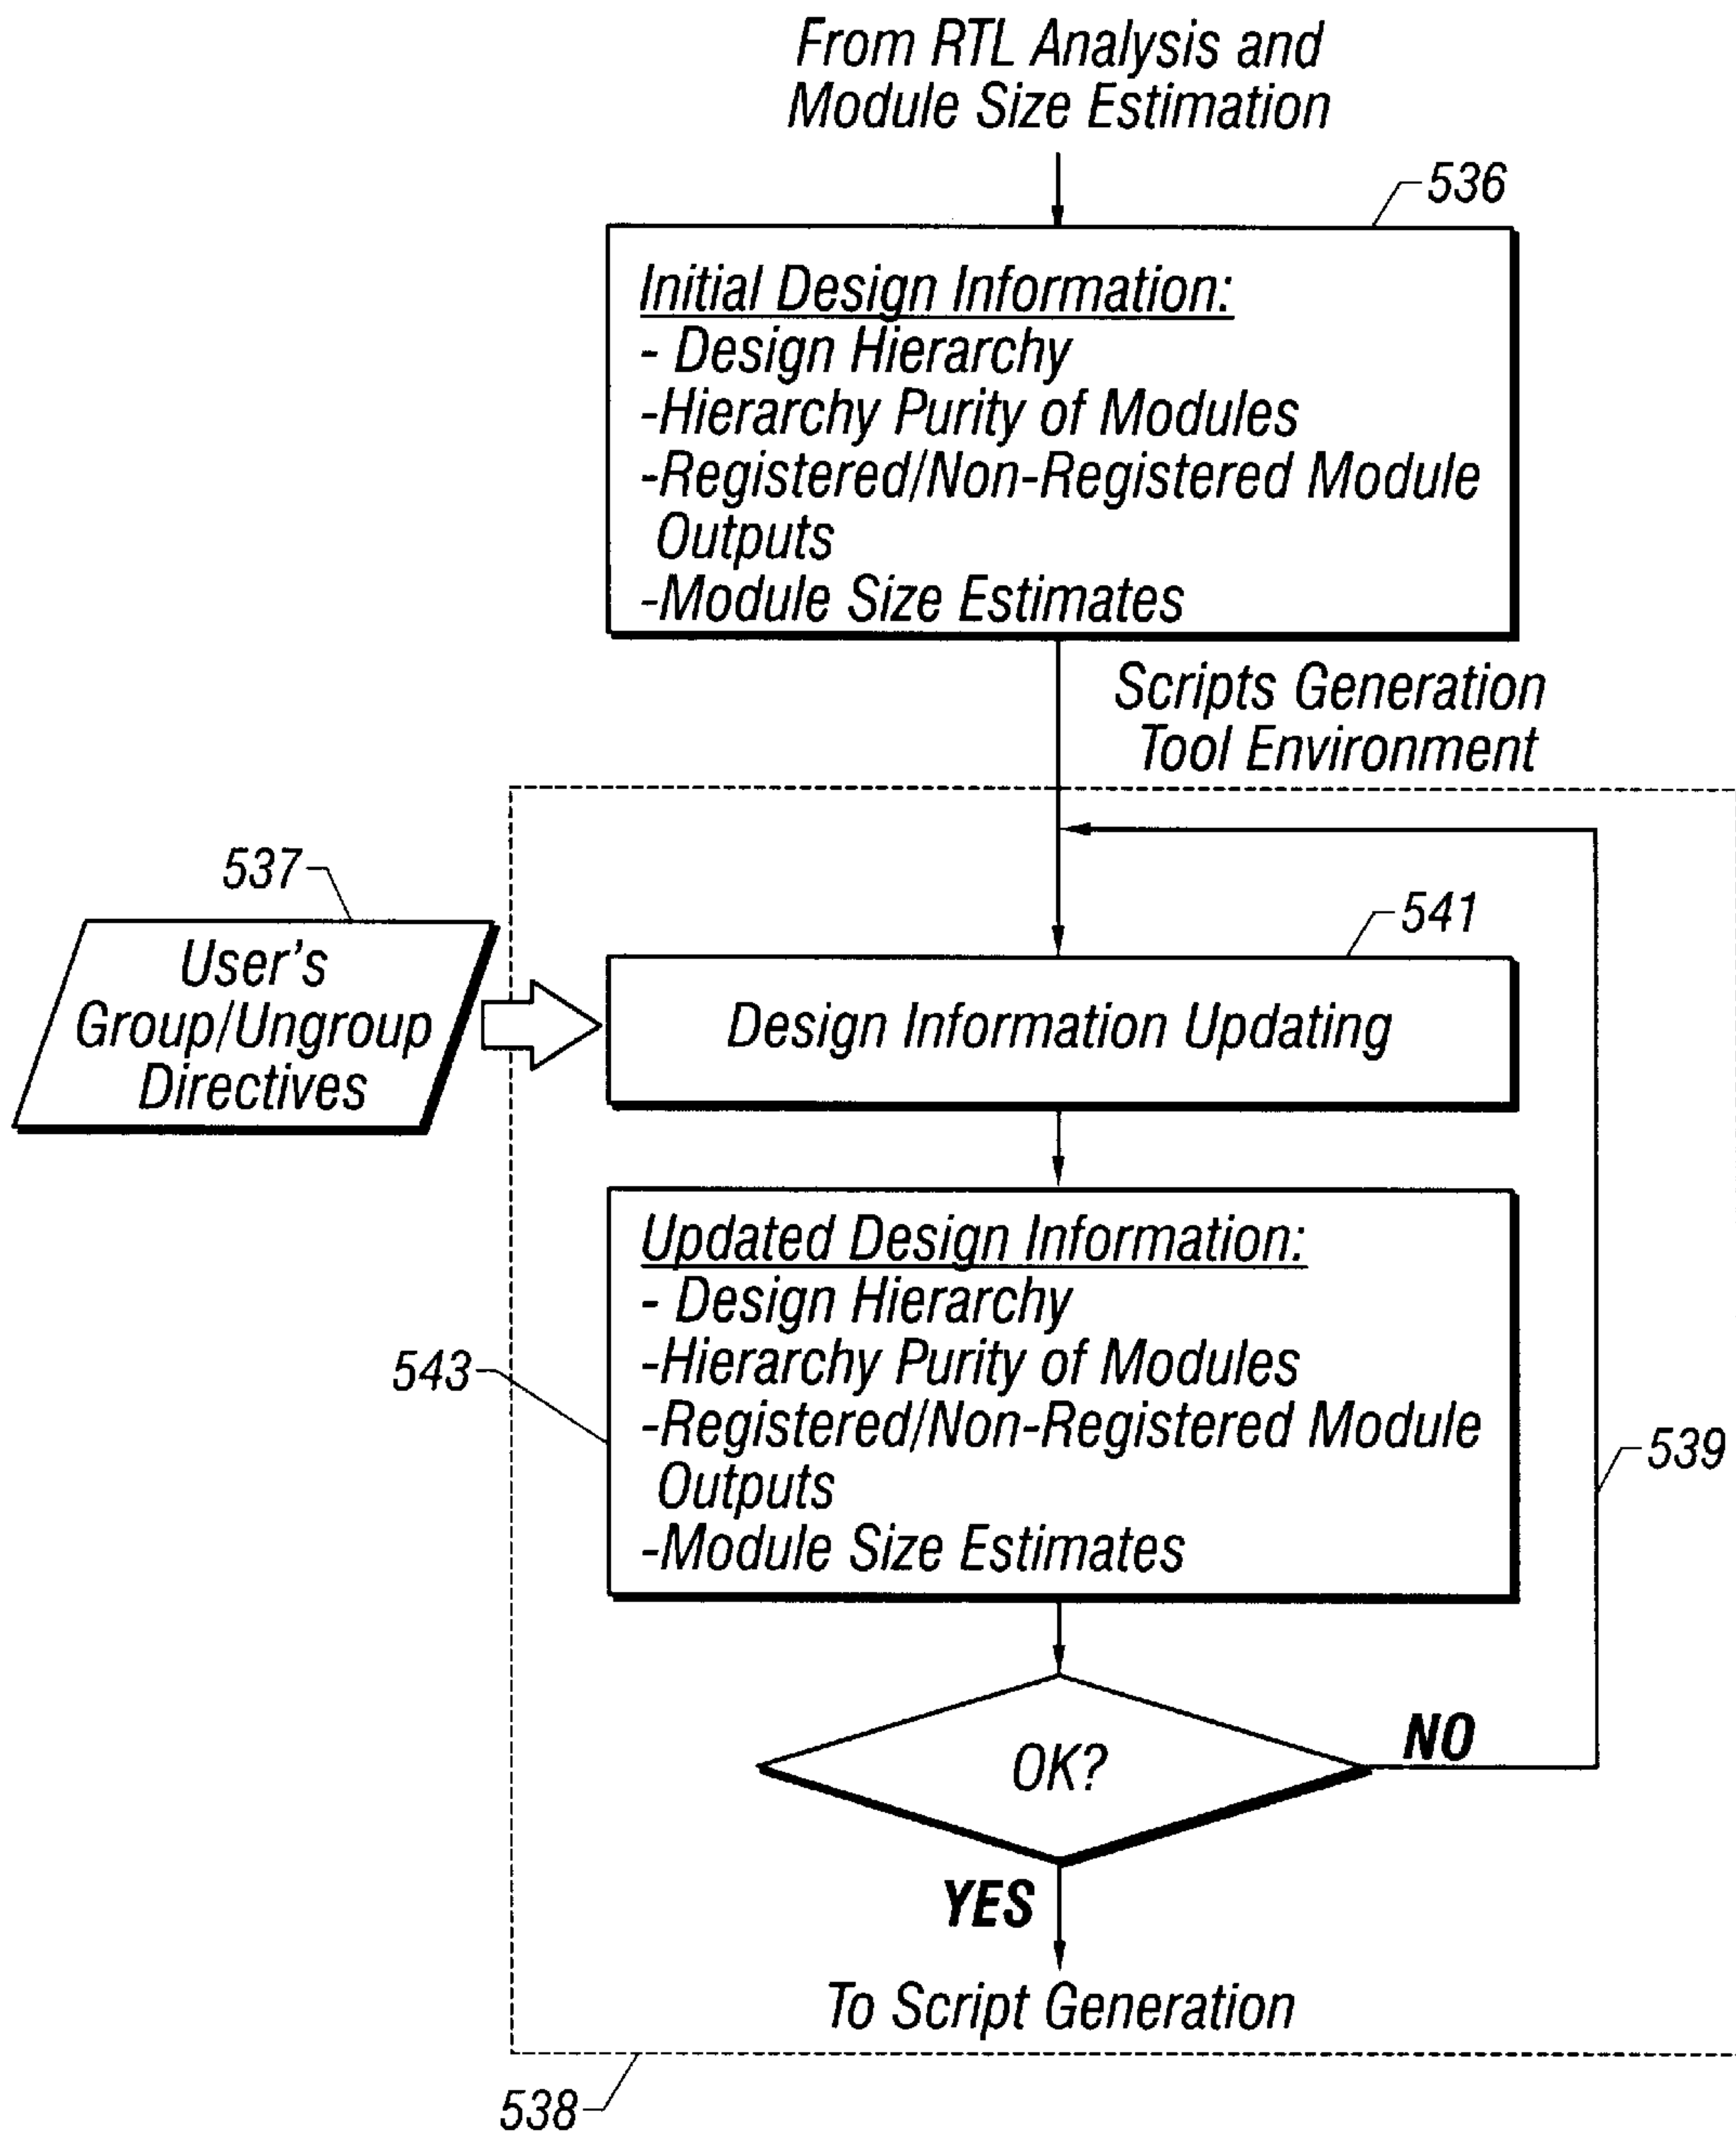 From RTL Analysis and
Module Size Estimation
536
Initial Design Information:
- Design Hierarchy
-Hierarchy Purity of Modules
-Registered/Non-Registered Module
Outputs
-Module Size Estimates
Scripts Generation
Tool Environment
537
User's
Group/Ungroup
Directives
541
Design Information Updating
Updated Design Information:
- Design Hierarchy
-Hierarchy Purity of Modules
-Registered/Non-Registered Module
Outputs
-Module Size Estimates
543
539
OK?
NO
YES
To Script Generation
538